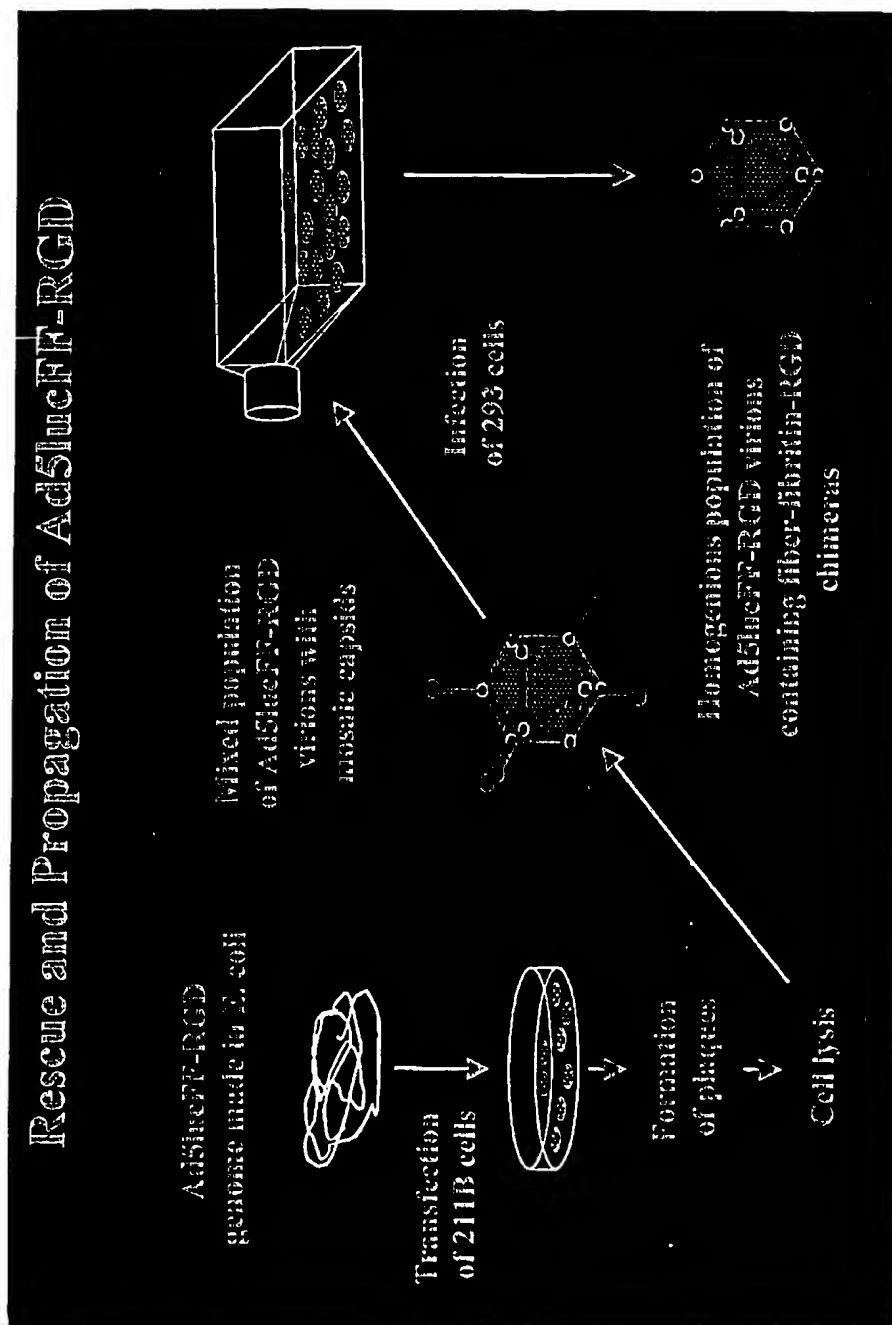 Rescue and Propagation of Ad5lucFF-RGD
Ad5lucFF-RGD
genome made in E. coli
Transfection
of 211B cells
Formation
of plaques
Cell lysis
Mixed population
of Ad5lucFF-RGD
virions with
mosaic capsids
Infection
of 293 cells
Homogenious population of
Ad5lucFF-RGD virions
containing fiber-fibritin-RGD
chimeras